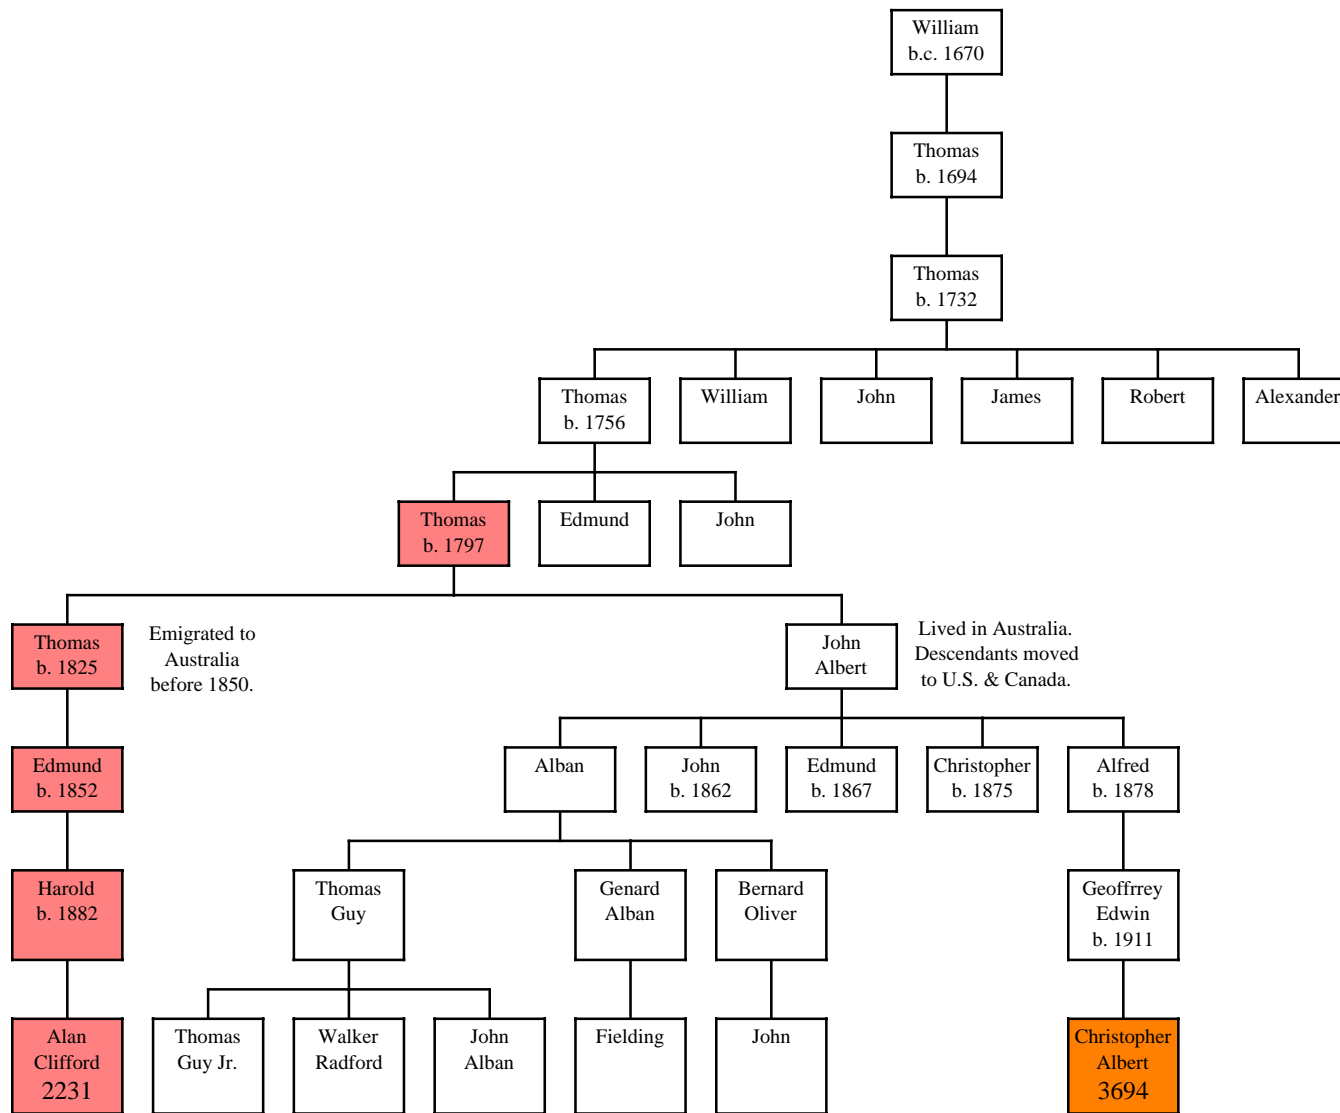 William
b.c. 1670
Thomas
b. 1694
Thomas
b. 1732
Thomas
b. 1756
William
John
James
Robert
Alexander
Thomas
b. 1797
Edmund
John
Thomas
b. 1825
Emigrated to
Australia
before 1850.
John
Albert
Lived in Australia.
Descendants moved
to U.S. & Canada.
Edmund
b. 1852
Alban
John
b. 1862
Edmund
b. 1867
Christopher
b. 1875
Alfred
b. 1878
Harold
b. 1882
Thomas
Guy
Genard
Alban
Bernard
Oliver
Geoffrrey
Edwin
b. 1911
Alan
Clifford
2231
Thomas
Guy Jr.
Walker
Radford
John
Alban
Fielding
John
Christopher
Albert
3694